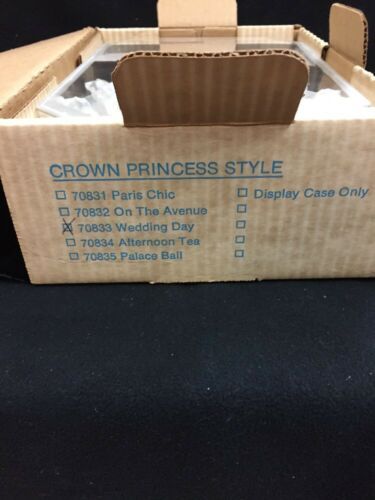 CROWN PRINCESS STYLE
☐ 70831 Paris Chic ☐ Display Case Only
☐ 70832 On The Avenue ☐
☒ 70833 Wedding Day ☐
☐ 70834 Afternoon Tea ☐
☐ 70835 Palace Ball ☐